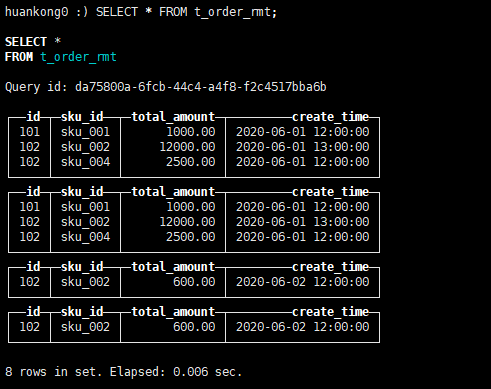 huankong0 :) SELECT * FROM t_order_rmt;
SELECT *
FROM t_order_rmt
Query id: da75800a-6fcb-44c4-a4f8-f2c4517bba6b
id sku_id total_amount create_time
101 sku_001 1000.00 2020-06-01 12:00:00
102 sku_002 12000.00 2020-06-01 13:00:00
102 sku_004 2500.00 2020-06-01 12:00:00
id sku_id total_amount create_time
101 sku_001 1000.00 2020-06-01 12:00:00
102 sku_002 12000.00 2020-06-01 13:00:00
102 sku_004 2500.00 2020-06-01 12:00:00
id sku_id total_amount create_time
102 sku_002 600.00 2020-06-02 12:00:00
id sku_id total_amount create_time
102 sku_002 600.00 2020-06-02 12:00:00
8 rows in set. Elapsed: 0.006 sec.